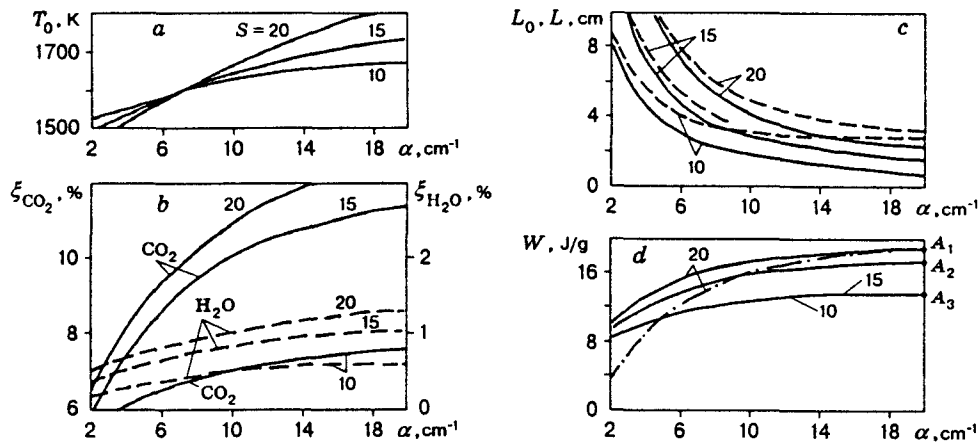 T₀, K
a
S = 20
15
10
1700
1500
2 6 10 14 18 α, cm⁻¹
ξ_CO₂, %
b
20
15
ξ_H₂O, %
10
8
6
CO₂
H₂O
20
15
10
CO₂
2
1
0
2 6 10 14 18 α, cm⁻¹
L₀, L, cm
c
15
20
10
8
4
0
2 6 10 14 18 α, cm⁻¹
W, J/g
d
20
15
10
A₁
A₂
A₃
16
8
0
2 6 10 14 18 α, cm⁻¹